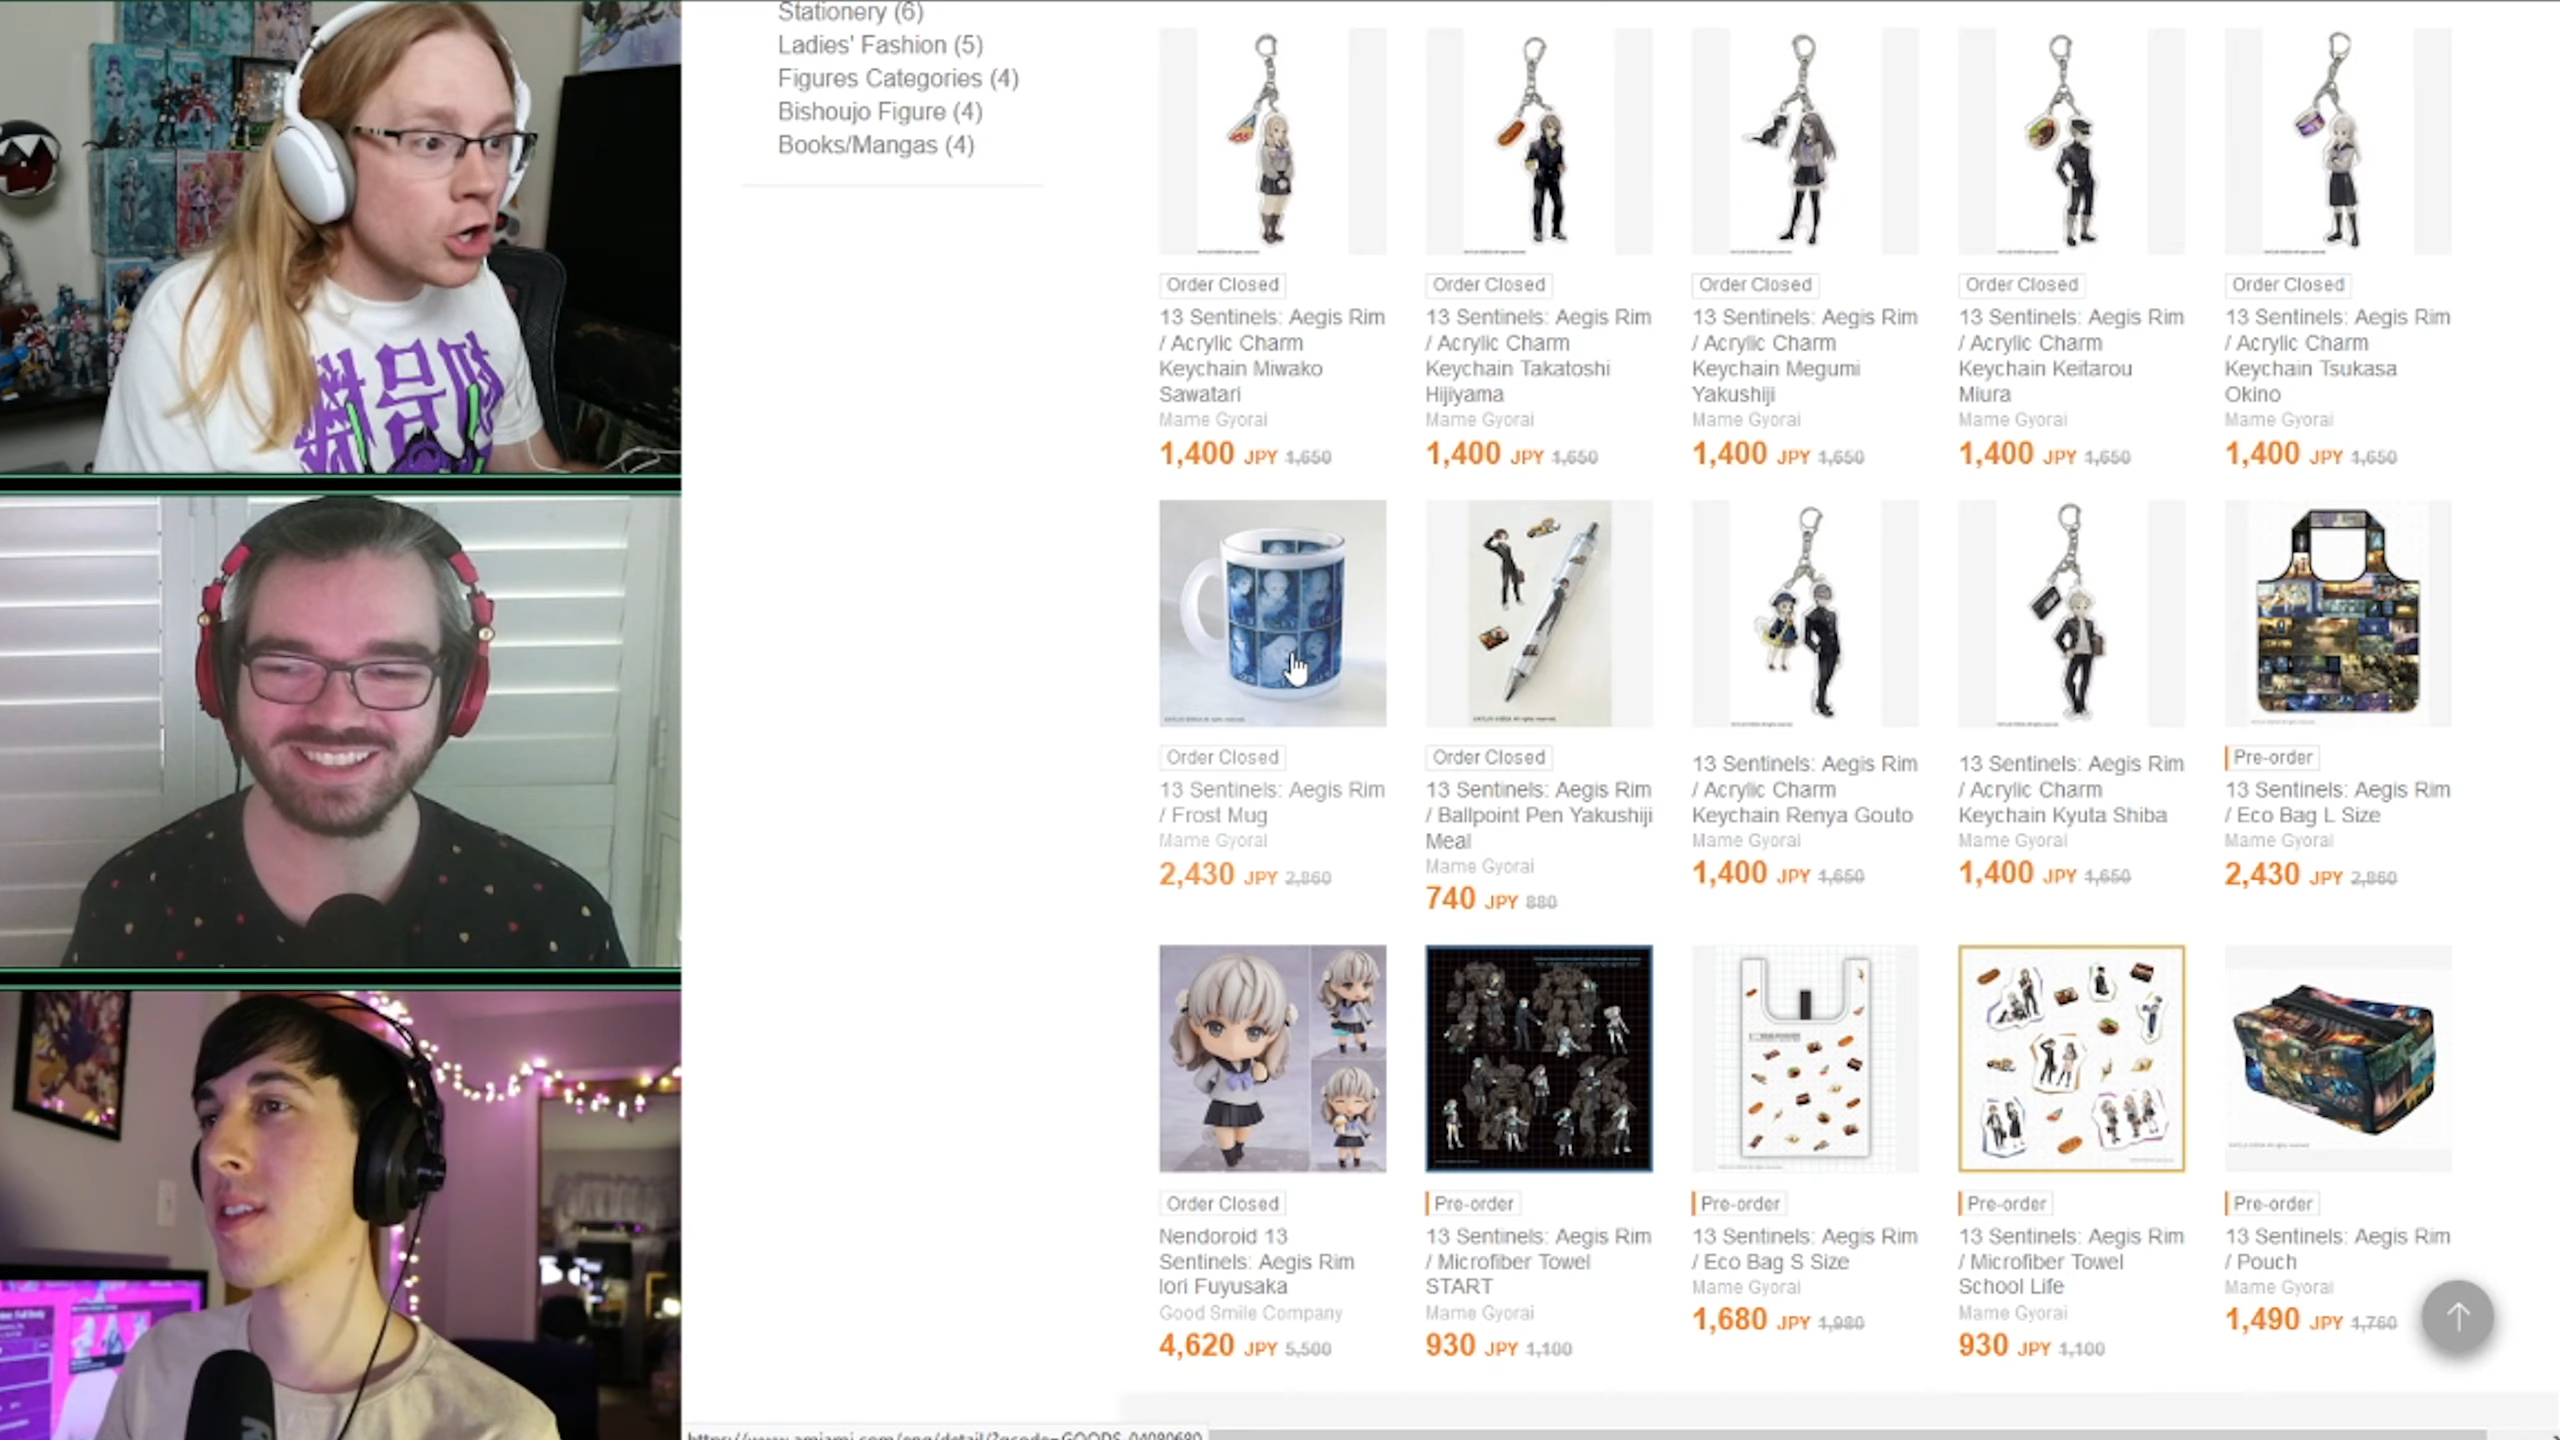 Stationery (6)
Ladies' Fashion (5)
Figures Categories (4)
Bishoujo Figure (4)
Books/Mangas (4)
Order Closed
13 Sentinels: Aegis Rim
/ Acrylic Charm
Keychain Miwako
Sawatari
Mame Gyorai
1,400 JPY 1,650
Order Closed
13 Sentinels: Aegis Rim
/ Acrylic Charm
Keychain Takatoshi
Hijiyama
Mame Gyorai
1,400 JPY 1,650
Order Closed
13 Sentinels: Aegis Rim
/ Acrylic Charm
Keychain Megumi
Yakushiji
Mame Gyorai
1,400 JPY 1,650
Order Closed
13 Sentinels: Aegis Rim
/ Acrylic Charm
Keychain Keitarou
Miura
Mame Gyorai
1,400 JPY 1,650
Order Closed
13 Sentinels: Aegis Rim
/ Acrylic Charm
Keychain Tsukasa
Okino
Mame Gyorai
1,400 JPY 1,650
Order Closed
13 Sentinels: Aegis Rim
/ Frost Mug
Mame Gyorai
2,430 JPY 2,860
Order Closed
13 Sentinels: Aegis Rim
/ Ballpoint Pen Yakushiji
Meal
Mame Gyorai
740 JPY 880
13 Sentinels: Aegis Rim
/ Acrylic Charm
Keychain Renya Gouto
Mame Gyorai
1,400 JPY 1,650
13 Sentinels: Aegis Rim
/ Acrylic Charm
Keychain Kyuta Shiba
Mame Gyorai
1,400 JPY 1,650
Pre-order
13 Sentinels: Aegis Rim
/ Eco Bag L Size
Mame Gyorai
2,430 JPY 2,860
Order Closed
Nendoroid 13
Sentinels: Aegis Rim
Iori Fuyusaka
Good Smile Company
4,620 JPY 5,500
Pre-order
13 Sentinels: Aegis Rim
/ Microfiber Towel
START
Mame Gyorai
930 JPY 1,100
Pre-order
13 Sentinels: Aegis Rim
/ Eco Bag S Size
Mame Gyorai
1,680 JPY 1,980
Pre-order
13 Sentinels: Aegis Rim
/ Microfiber Towel
School Life
Mame Gyorai
930 JPY 1,100
Pre-order
13 Sentinels: Aegis Rim
/ Pouch
Mame Gyorai
1,490 JPY 1,760